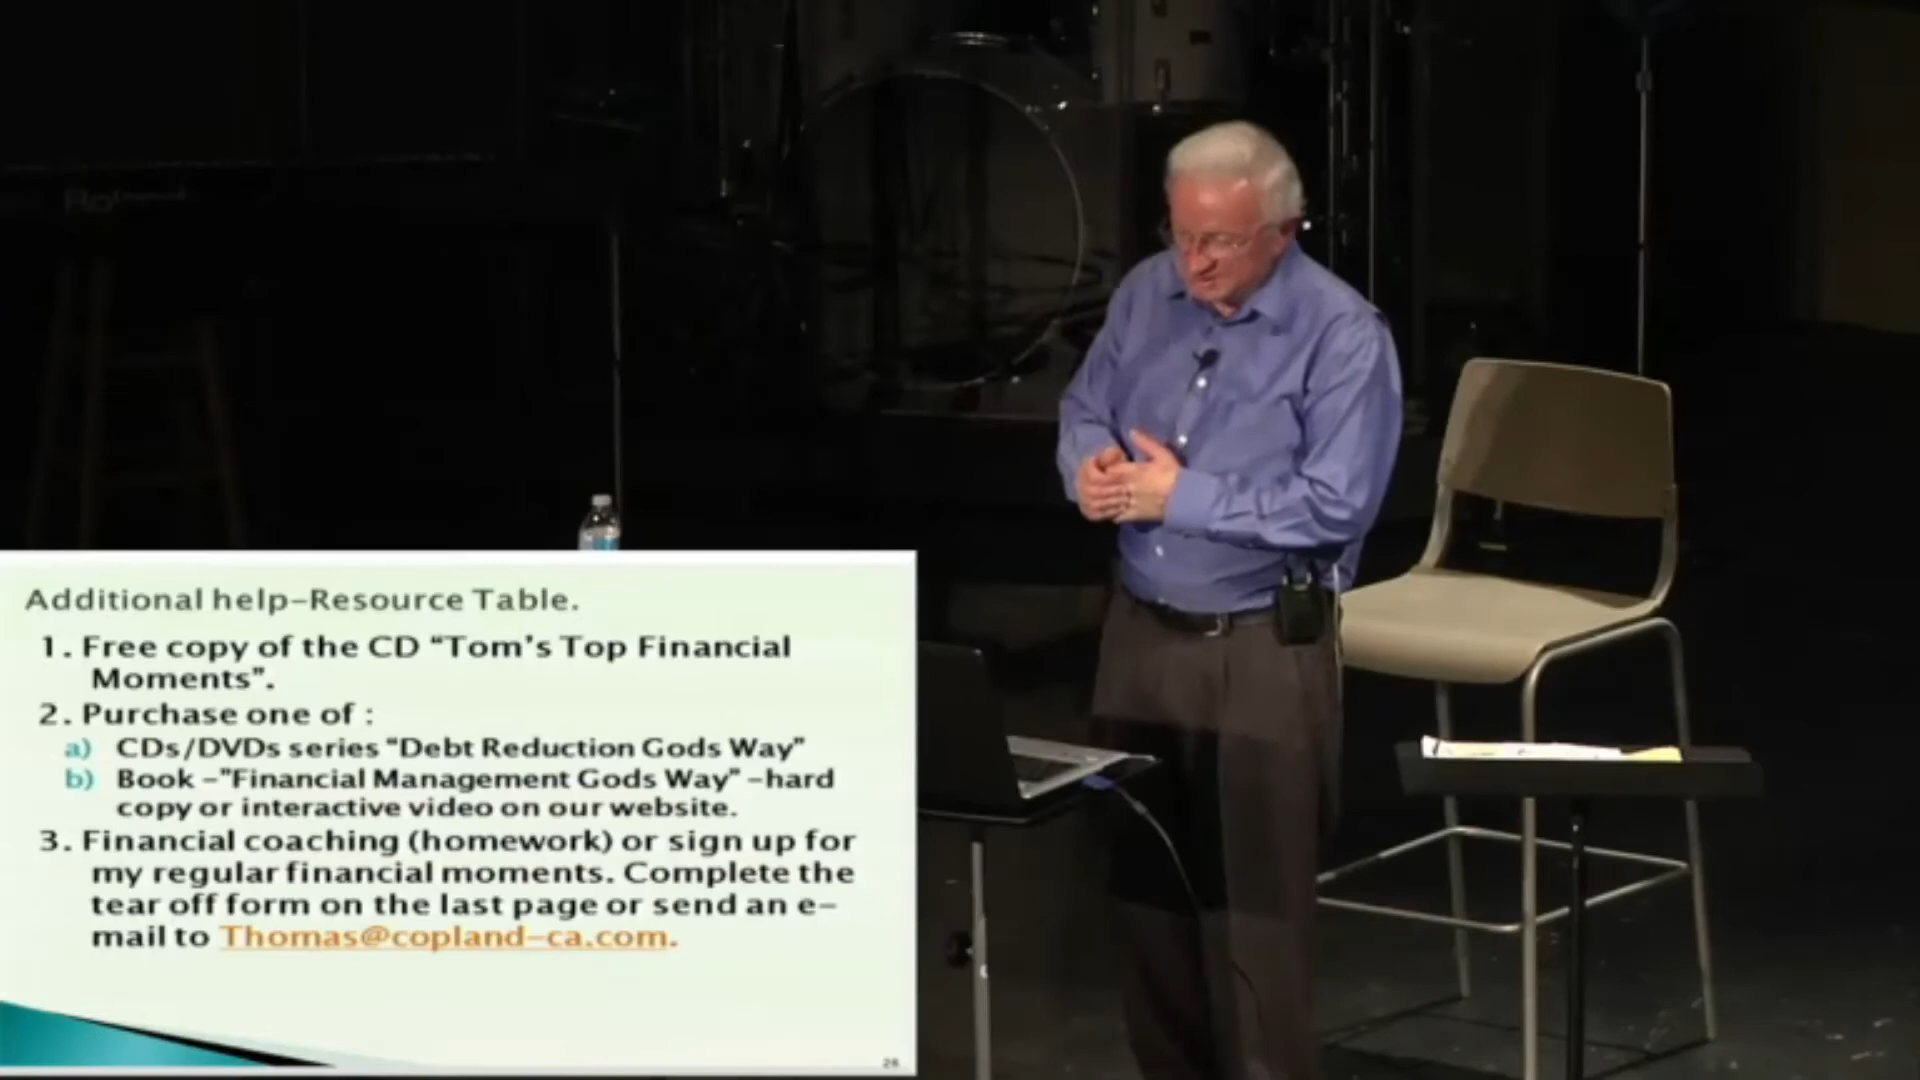 Additional help-Resource Table.
1. Free copy of the CD “Tom's Top Financial
Moments”.
2. Purchase one of :
a) CDs/DVDs series “Debt Reduction Gods Way”
b) Book -"Financial Management Gods Way" -hard
copy or interactive video on our website.
3. Financial coaching (homework) or sign up for
my regular financial moments. Complete the
tear off form on the last page or send an e-
mail to Thomas@copland-ca.com.